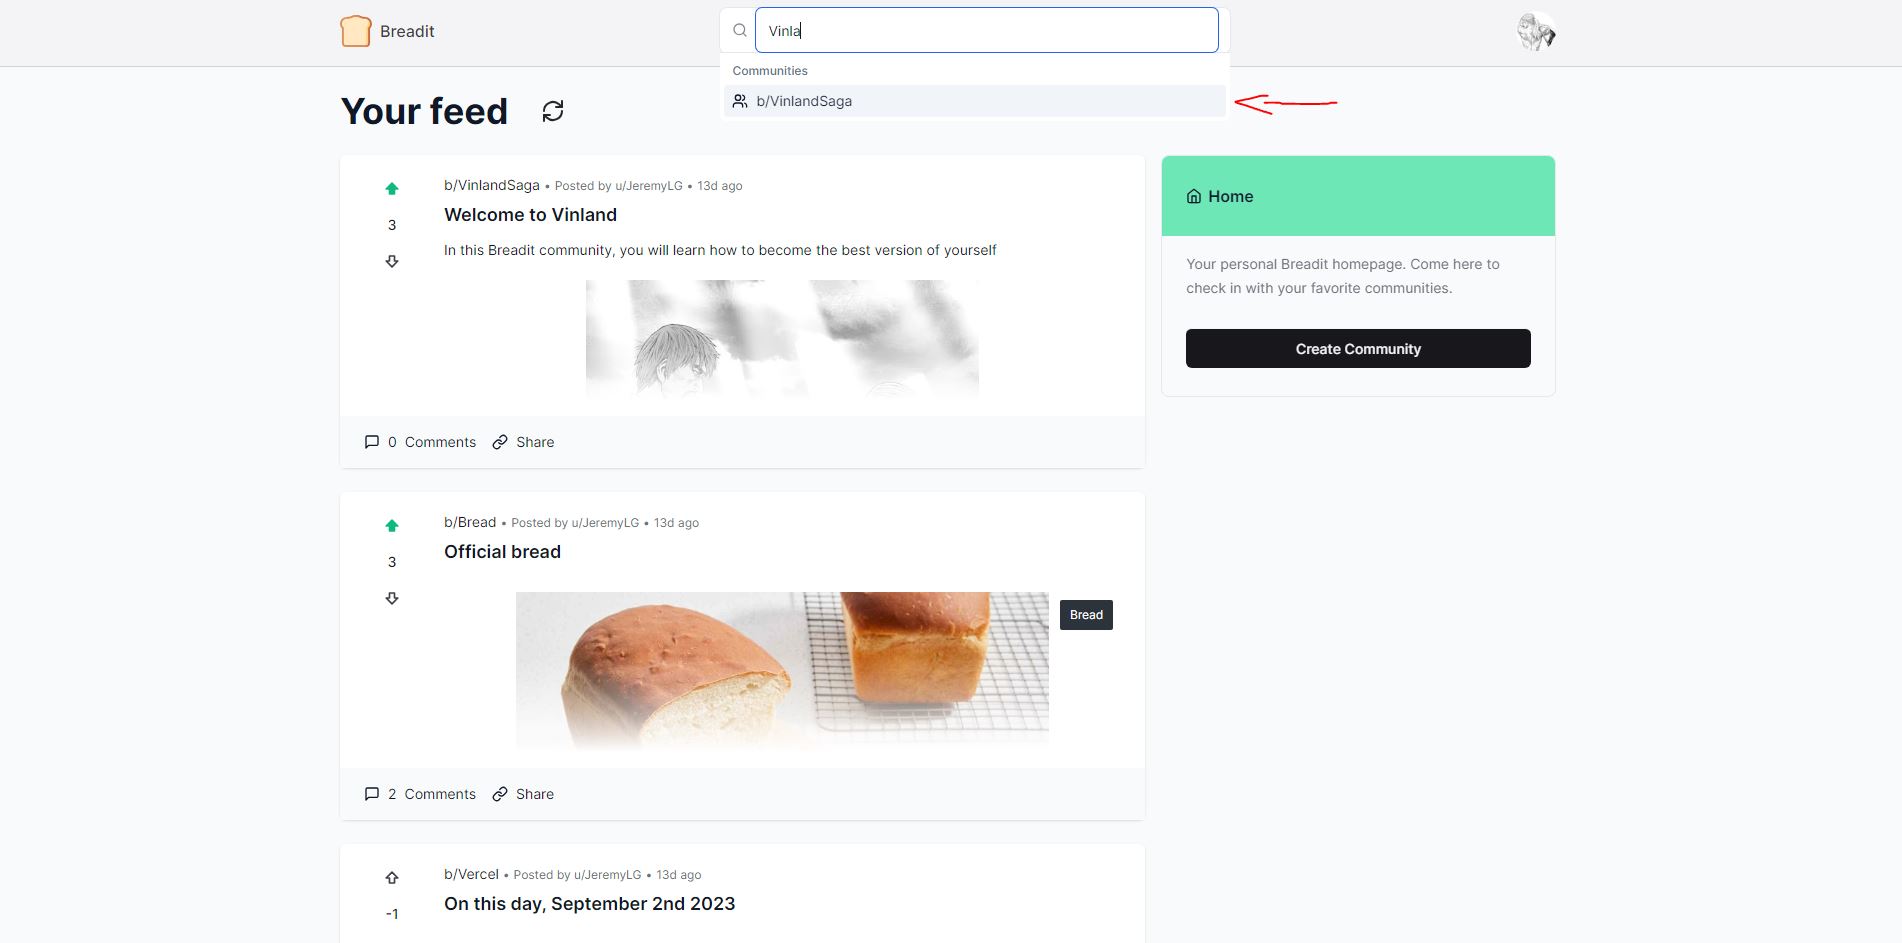 Breadit
Vinla
Communities
b/VinlandSaga
Your feed
b/VinlandSaga • Posted by u/JeremyLG • 13d ago
3
Welcome to Vinland
In this Breadit community, you will learn how to become the best version of yourself
0 Comments Share
Home
Your personal Breadit homepage. Come here to
check in with your favorite communities.
Create Community
b/Bread • Posted by u/JeremyLG • 13d ago
3
Official bread
Bread
2 Comments Share
b/Vercel • Posted by u/JeremyLG • 13d ago
-1
On this day, September 2nd 2023